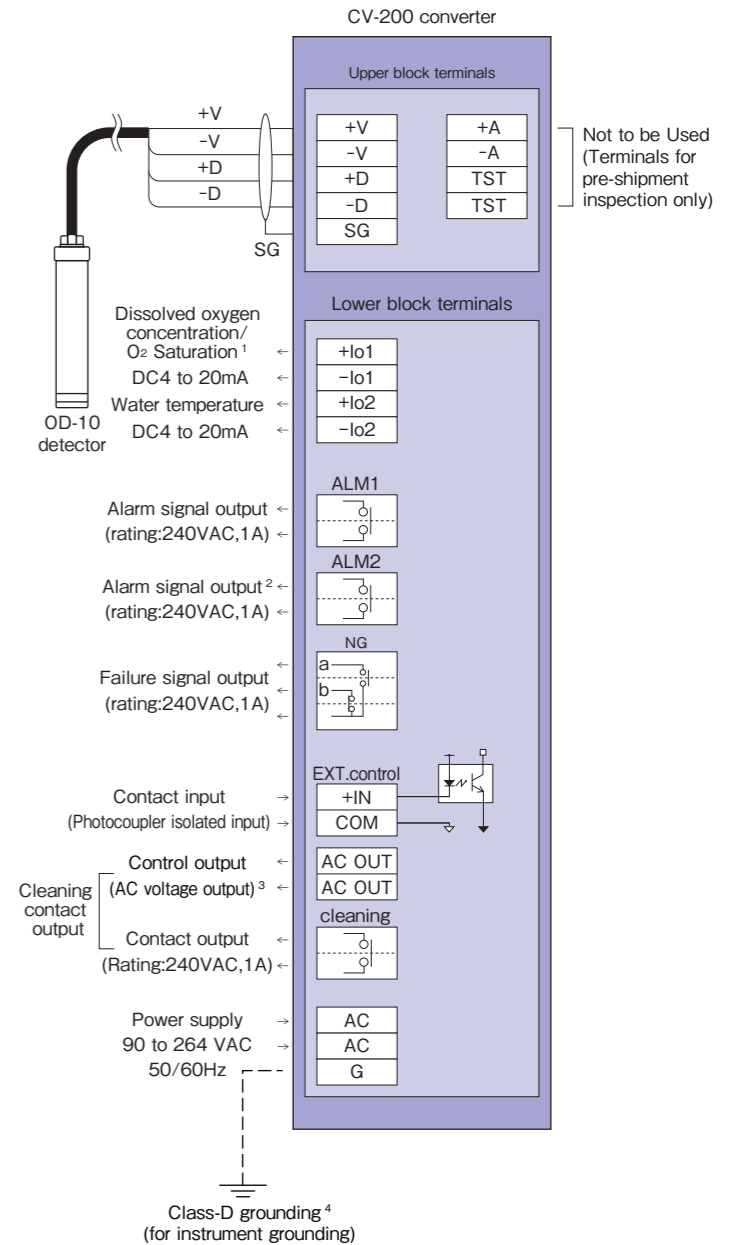 CV-200 converter
Upper block terminals
+V
-V
+D
-D
SG
+V
-V
+D
-D
SG
+A
-A
TST
TST
Not to be Used
(Terminals for
pre-shipment
inspection only)
OD-10
detector
Lower block terminals
Dissolved oxygen
concentration/
O2 Saturation 1
DC4 to 20mA
Water temperature
DC4 to 20mA
+Io1
-Io1
+Io2
-Io2
ALM1
Alarm signal output
(rating:240VAC,1A)
ALM2
Alarm signal output 2
(rating:240VAC,1A)
NG
a
b
Failure signal output
(rating:240VAC,1A)
EXT.control
Contact input
+IN
(Photocoupler isolated input)
COM
Control output
AC OUT
(AC voltage output) 3
AC OUT
Cleaning
contact
output
cleaning
Contact output
(Rating:240VAC,1A)
Power supply
AC
90 to 264 VAC
AC
50/60Hz
G
Class-D grounding 4
(for instrument grounding)